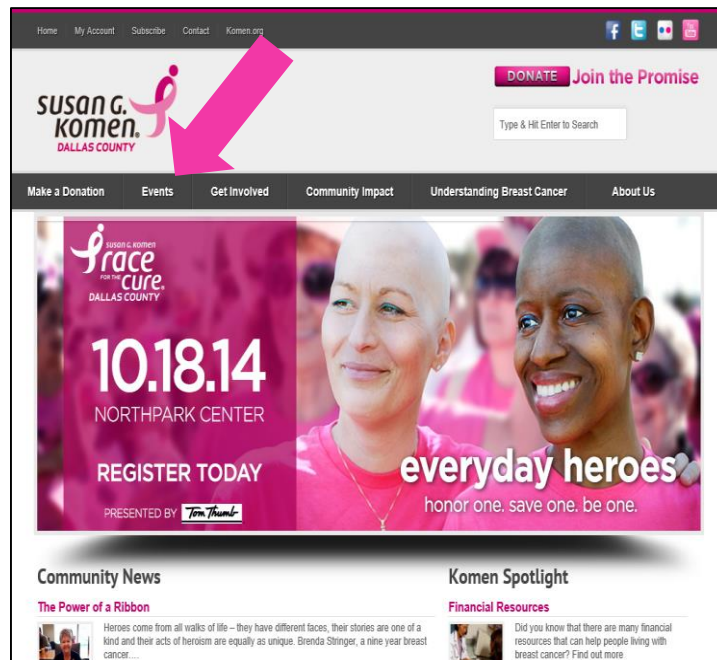 Home My Account Subscribe Contact Komen.org
DONATE Join the Promise
susan g.
komen.
DALLAS COUNTY
Type & Hit Enter to Search
Make a Donation Events Get Involved Community Impact Understanding Breast Cancer About Us
susan g. komen
race
FOR THE
cure.
DALLAS COUNTY
10.18.14
NORTHPARK CENTER
REGISTER TODAY
PRESENTED BY Tom Thumb
everyday heroes
honor one. save one. be one.
Community News
The Power of a Ribbon
Heroes come from all walks of life – they have different faces, their stories are one of a
kind and their acts of heroism are equally as unique. Brenda Stringer, a nine year breast
cancer....
Komen Spotlight
Financial Resources
Did you know that there are many financial
resources that can help people living with
breast cancer? Find out more